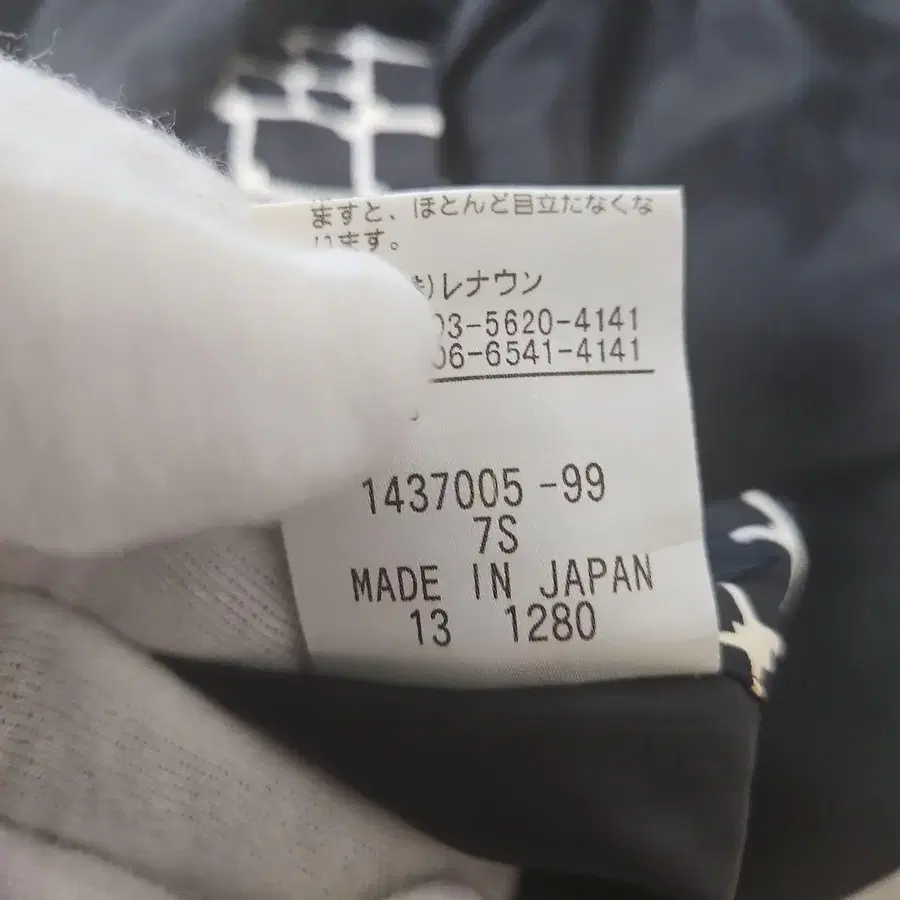 ますと、ほとんど目立たなくな
ります。
㈱レナウン
03-5620-4141
06-6541-4141
1437005 -99
7S
MADE IN JAPAN
13 1280